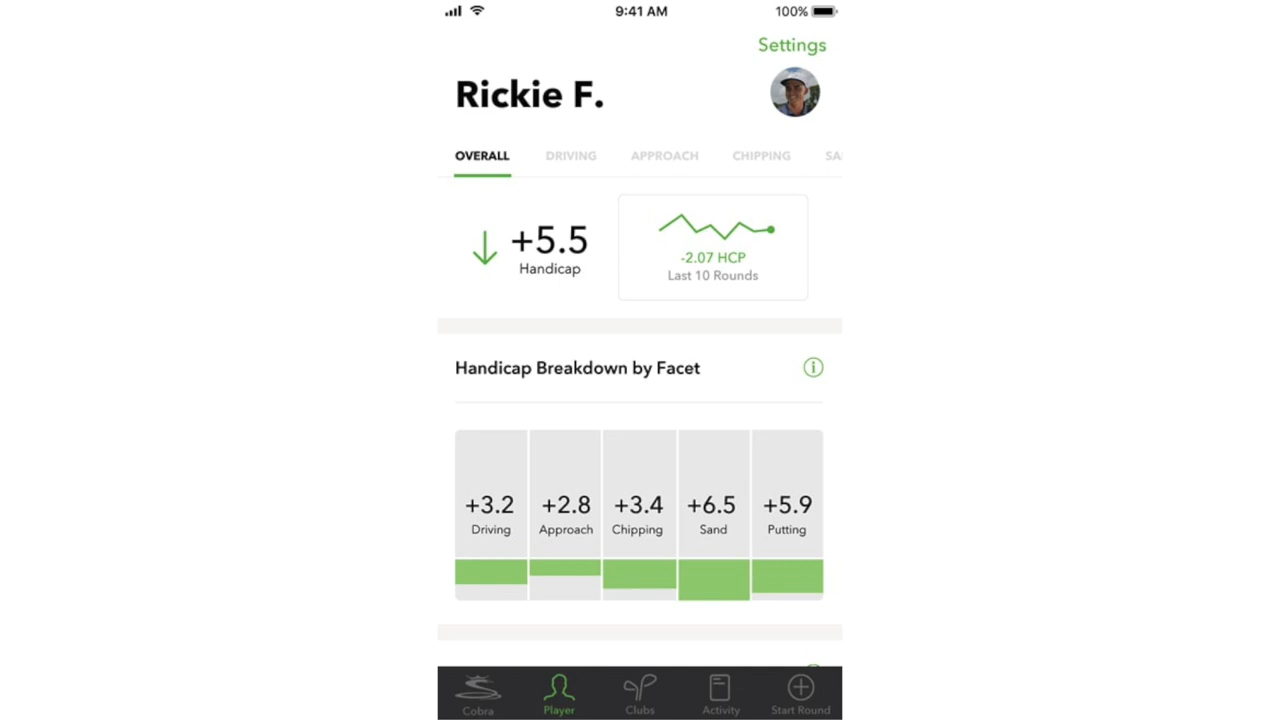 9:41 AM 100%
Settings
Rickie F.
OVERALL DRIVING APPROACH CHIPPING SA
+5.5
Handicap
-2.07 HCP
Last 10 Rounds
Handicap Breakdown by Facet
i
+3.2 +2.8 +3.4 +6.5 +5.9
Driving Approach Chipping Sand Putting
Cobra Player Clubs Activity Start Round